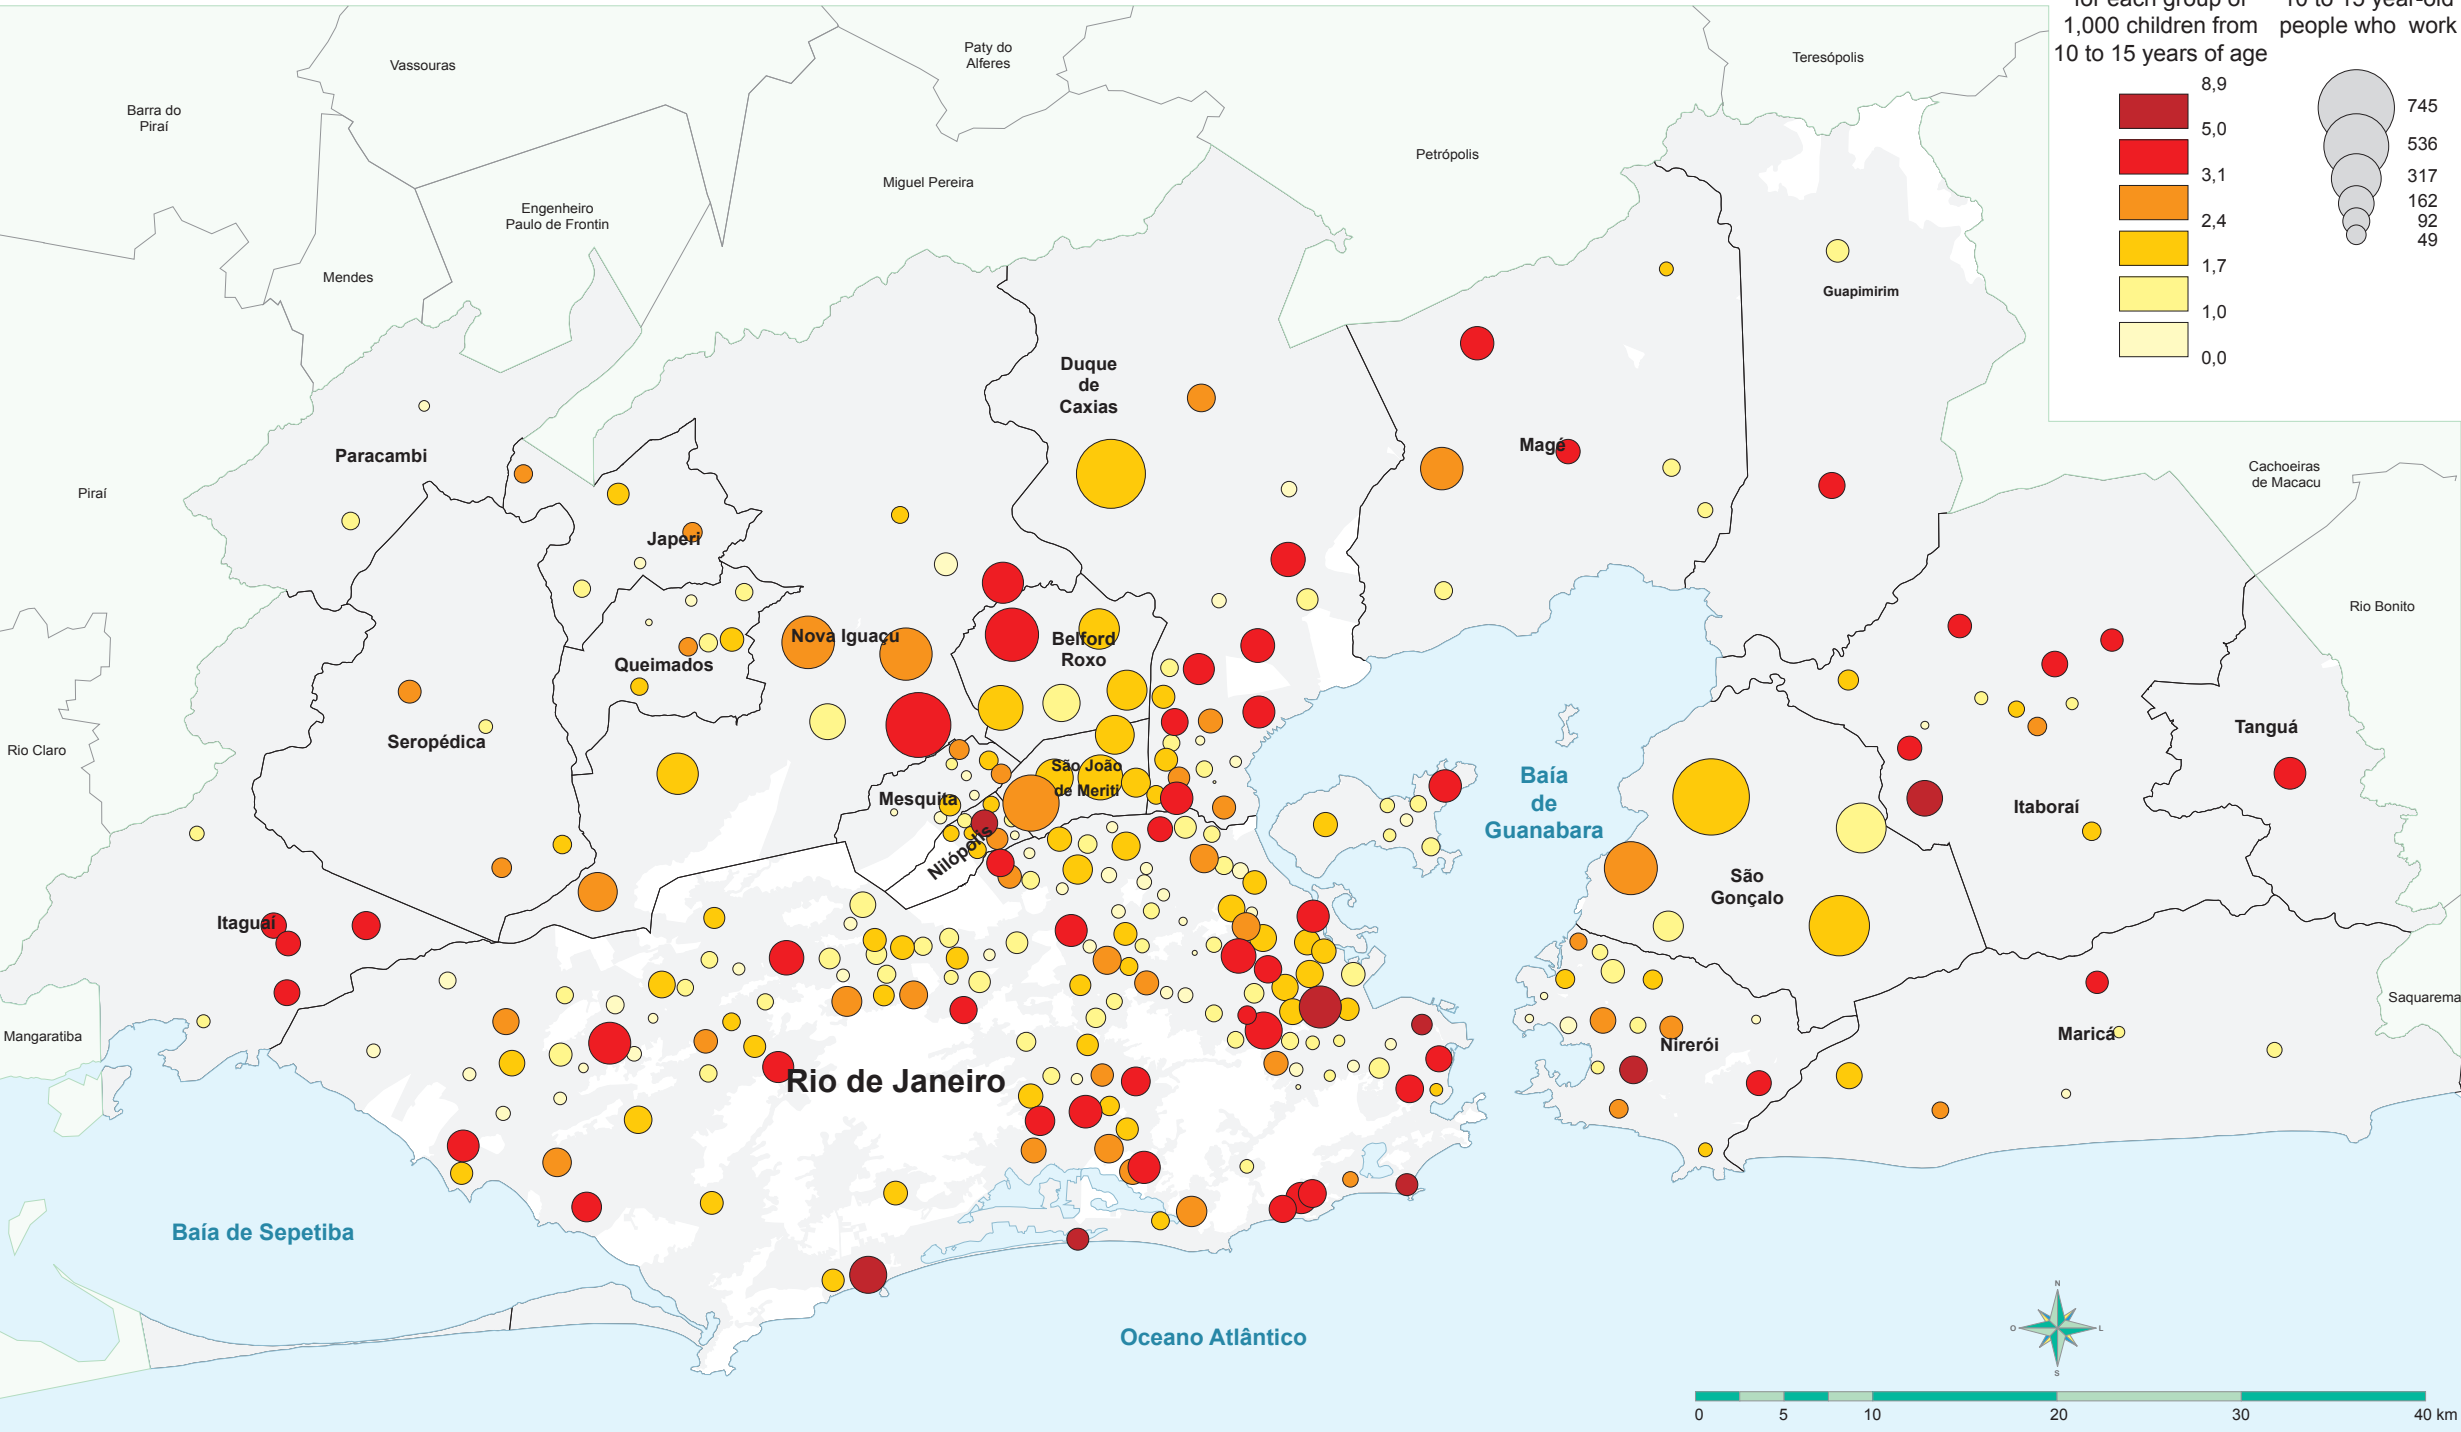 for each group of
1,000 children from
10 to 15 years of age
10 to 15 year-old
people who work
8,9
5,0
3,1
2,4
1,7
1,0
0,0
745
536
317
162
92
49
Vassouras
Paty do
Alferes
Teresópolis
Barra do
Piraí
Petrópolis
Miguel Pereira
Engenheiro
Paulo de Frontin
Mendes
Guapimirim
Duque
de
Caxias
Paracambi
Magé
Cachoeiras
de Macacu
Piraí
Japeri
Rio Bonito
Nova Iguaçu
Belford
Roxo
Queimados
Tanguá
Seropédica
Rio Claro
São João
de Meriti
Mesquita
Baía
de
Guanabara
Itaboraí
Nilópolis
São
Gonçalo
Itaguaí
Saquarema
Mangaratiba
Maricá
Nirerói
Rio de Janeiro
Baía de Sepetiba
Oceano Atlântico
N
O
L
S
0
5
10
20
30
40 km